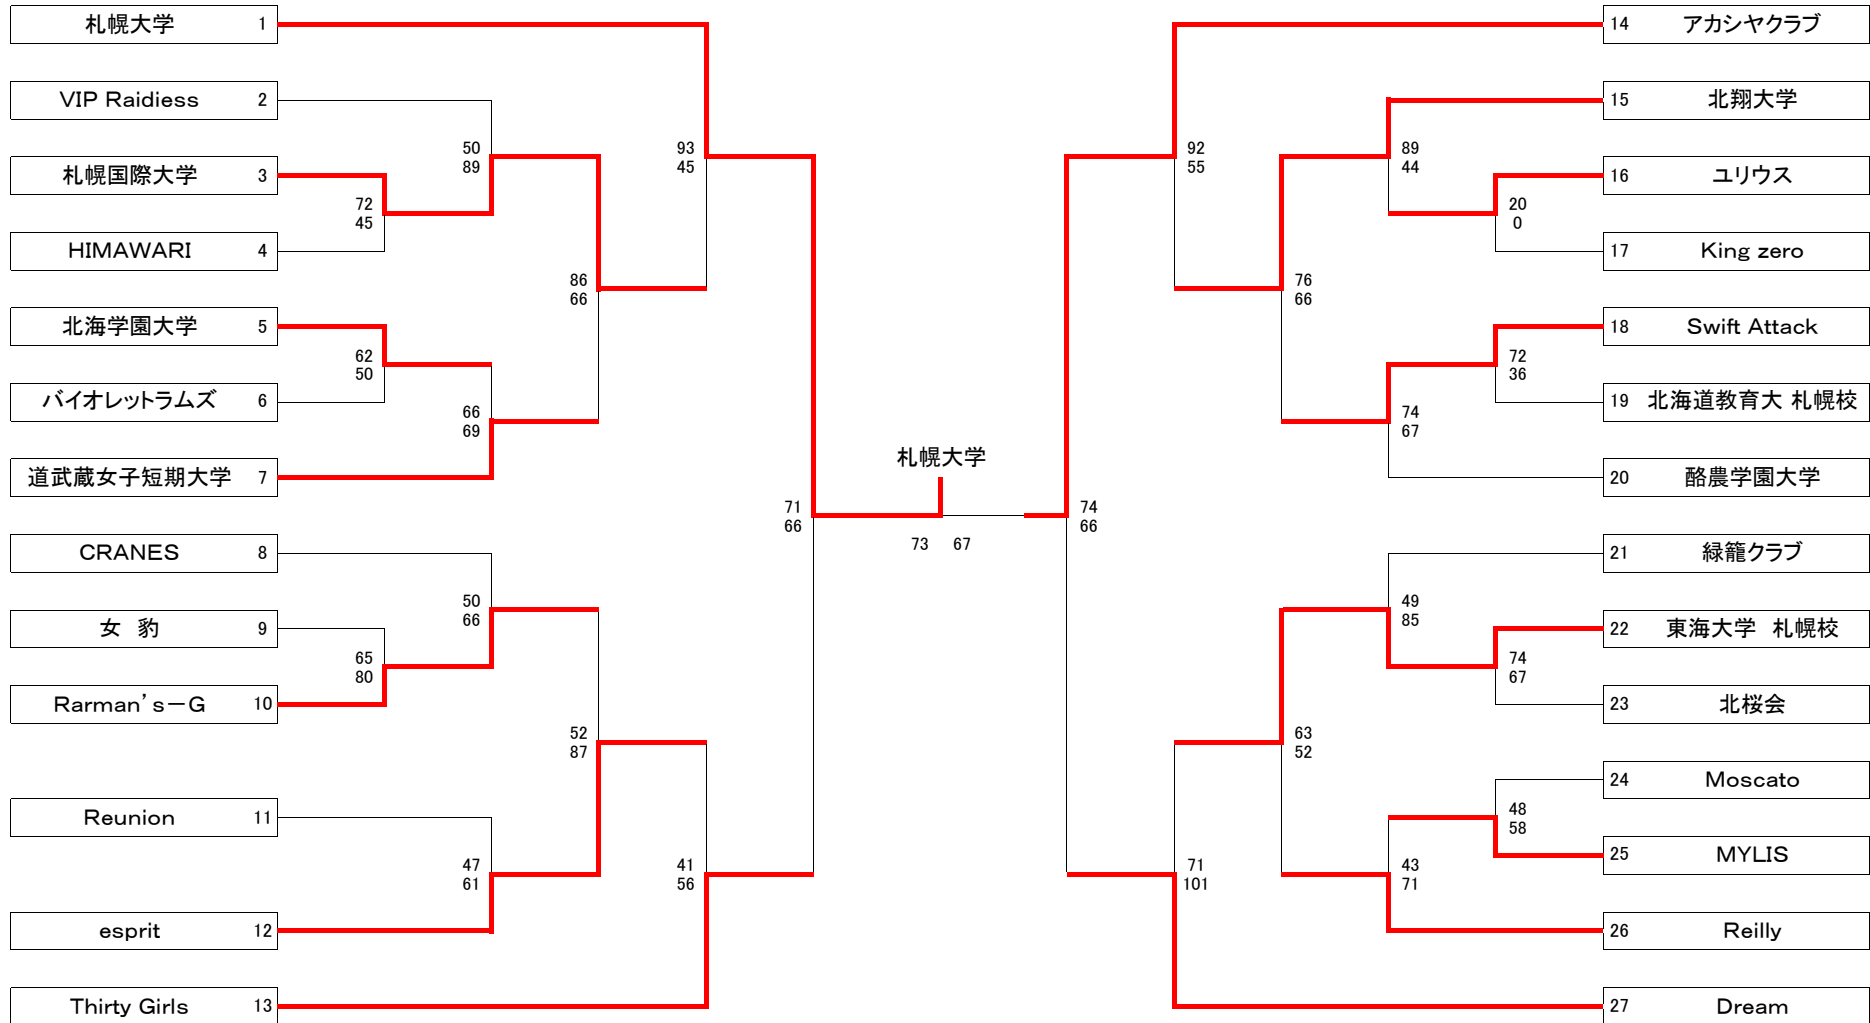 札幌大学 1
VIP Raidiess 2
札幌国際大学 3
HIMAWARI 4
北海学園大学 5
バイオレットラムズ 6
道武蔵女子短期大学 7
CRANES 8
女 豹 9
Rarman's-G 10
Reunion 11
esprit 12
Thirty Girls 13
72
45
62
50
65
80
50
89
66
69
50
66
47
61
86
66
52
87
93
45
41
56
71
66
札幌大学
73 67
74
66
92
55
71
101
76
66
63
52
89
44
74
67
49
85
43
71
20
0
72
36
74
67
48
58
14 アカシヤクラブ
15 北翔大学
16 ユリウス
17 King zero
18 Swift Attack
19 北海道教育大 札幌校
20 酪農学園大学
21 緑籠クラブ
22 東海大学 札幌校
23 北桜会
24 Moscato
25 MYLIS
26 Reilly
27 Dream